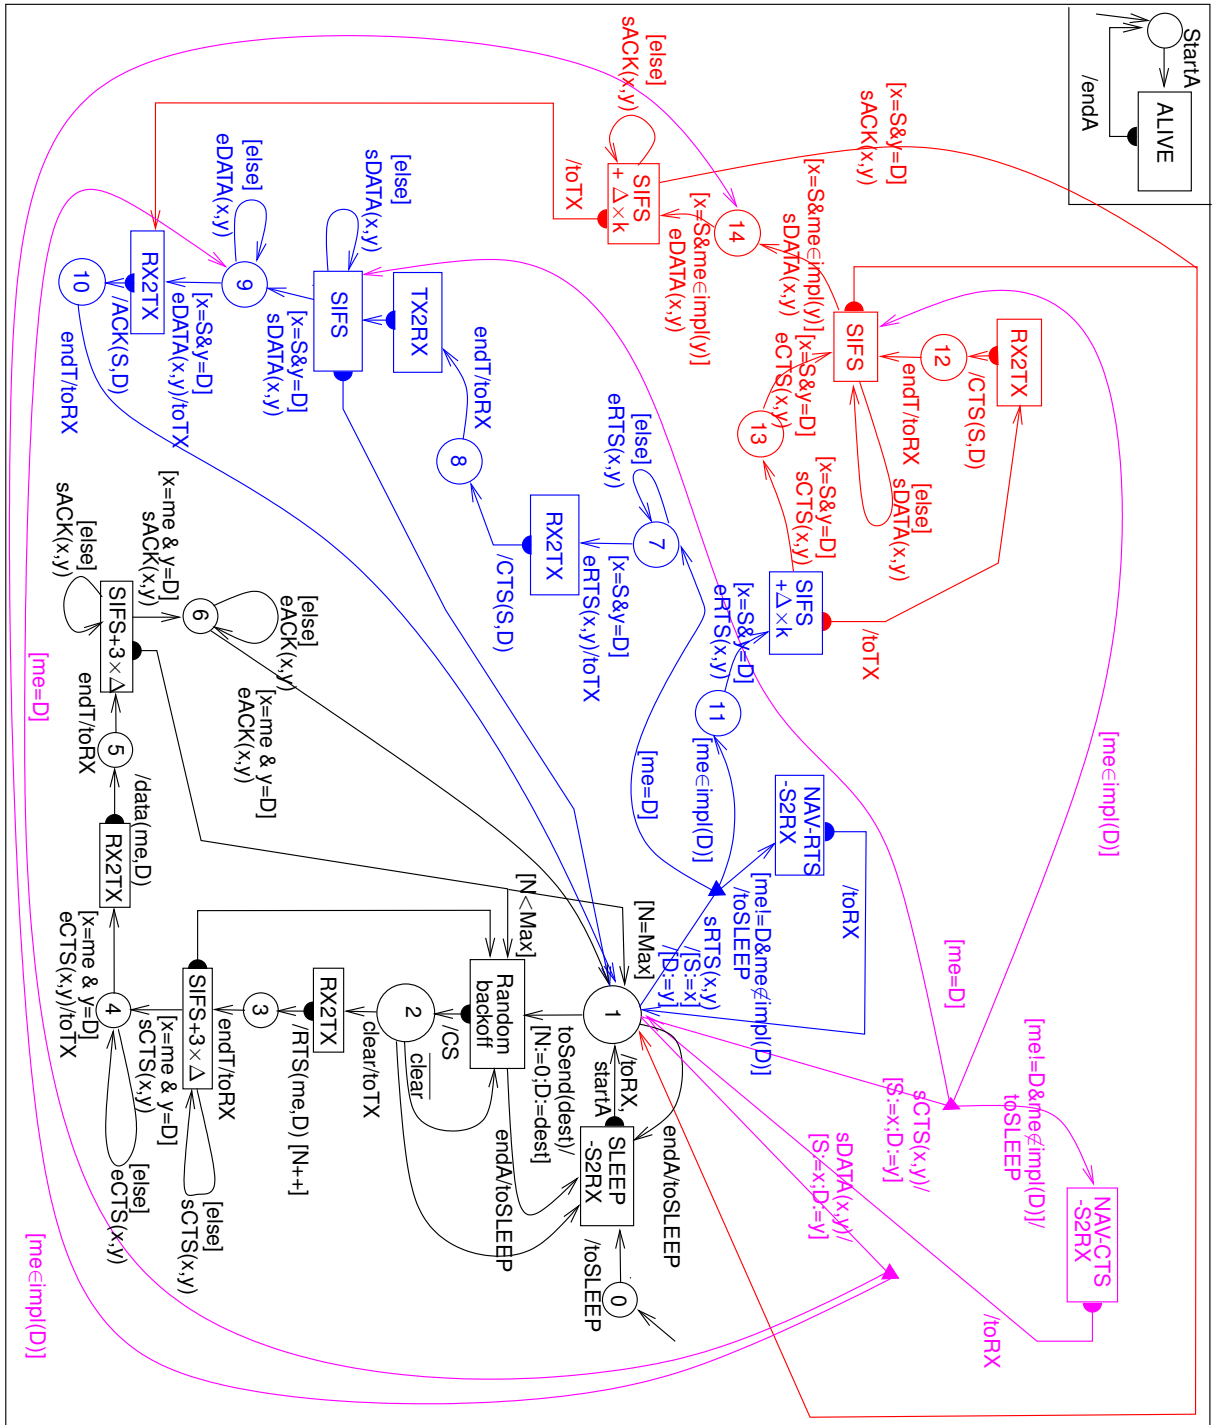 StartA
ALIVE
/endA
[x=S&y=D]
sACK(x,y)
[else]
sACK(x,y)
SIFS
+ Δ×k
/toTX
[x=S&me∈impl(y)]
eDATA(x,y)
14
[x=S&me∈impl(y)]
sDATA(x,y)
SIFS
[else]
sDATA(x,y)
endT/toRX
12
/CTS(S,D)
RX2TX
[x=S&y=D]
eCTS(x,y)
13
[x=S&y=D]
sCTS(x,y)
SIFS
+Δ×k
/toTX
[x=S&y=D]
eRTS(x,y)
11
[me∈impl(D)]
[me∈impl(D)]
[me=D]
NAV-RTS
-S2RX
/toRX
[me!=D&me∉impl(D)]
/toSLEEP
sRTS(x,y)
/[S:=x]
[D:=y]
[me=D]
[else]
eRTS(x,y)
7
[x=S&y=D]
eRTS(x,y)/toTX
RX2TX
/CTS(S,D)
8
endT/toRX
TX2RX
SIFS
[else]
sDATA(x,y)
[x=S&y=D]
sDATA(x,y)
9
[else]
eDATA(x,y)
[x=S&y=D]
eDATA(x,y)/toTX
RX2TX
/ACK(S,D)
10
endT/toRX
[me=D]
[me∈impl(D)]
[me!=D&me∉impl(D)]/
toSLEEP
NAV-CTS
-S2RX
/toRX
sCTS(x,y)/
[S:=x;D:=y]
sDATA(x,y)/
[S:=x;D:=y]
0
/toSLEEP
SLEEP
-S2RX
/toRX,
startA
endA/toSLEEP
1
toSend(dest)/
[N:=0;D:=dest]
Random
backoff
endA/toSLEEP
/CS
clear
2
clear/toTX
RX2TX
/RTS(me,D) [N++]
3
endT/toRX
SIFS+3×Δ
[else]
sCTS(x,y)
[x=me & y=D]
sCTS(x,y)
4
[else]
eCTS(x,y)
[x=me & y=D]
eCTS(x,y)/toTX
RX2TX
/data(me,D)
5
endT/toRX
SIFS+3×Δ
[else]
sACK(x,y)
[x=me & y=D]
sACK(x,y)
6
[else]
eACK(x,y)
[x=me & y=D]
eACK(x,y)
[N<Max]
[N=Max]